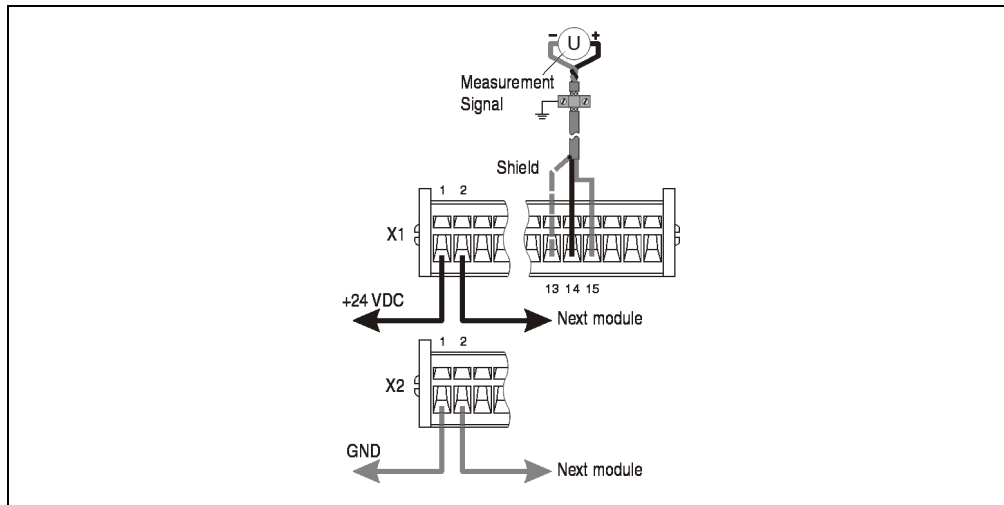 − U +
Measurement
Signal
Shield
1 2
X1
13 14 15
+24 VDC
Next module
1 2
X2
GND
Next module